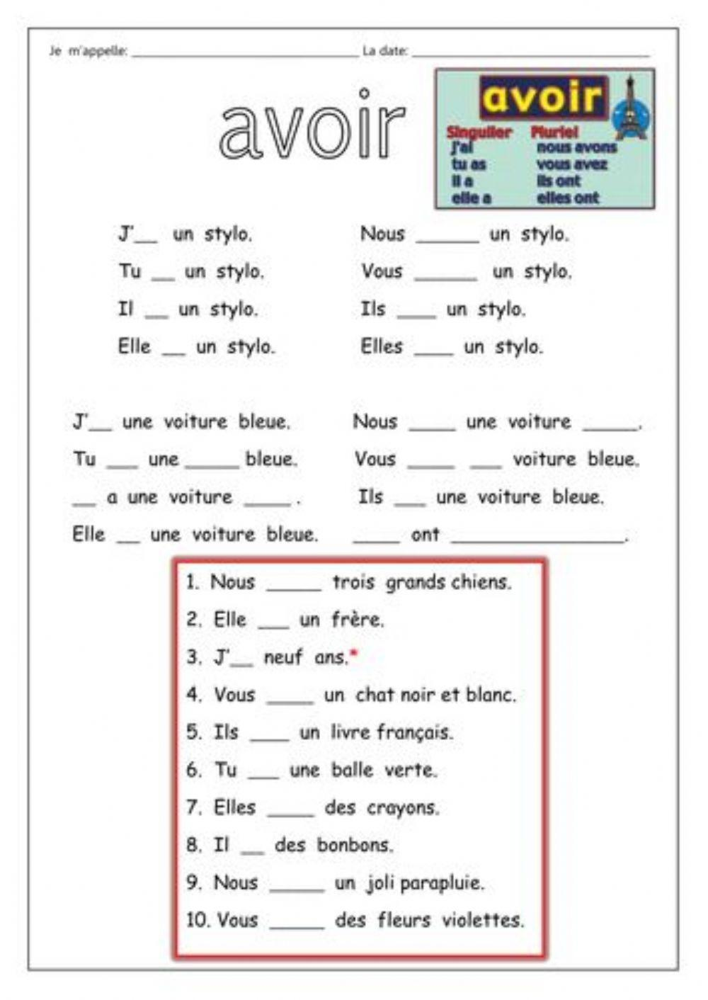 Je m'appelle: ______________________ La date: ______________________
avoir
avoir
Singulier Pluriel
j'ai nous avons
tu as vous avez
il a ils ont
elle a elles ont
J'__ un stylo. Nous _____ un stylo.
Tu __ un stylo. Vous _____ un stylo.
Il __ un stylo. Ils ___ un stylo.
Elle __ un stylo. Elles ___ un stylo.
J'__ une voiture bleue. Nous ____ une voiture _____.
Tu ___ une _____ bleue. Vous ____ ___ voiture bleue.
__ a une voiture ____ . Ils ___ une voiture bleue.
Elle __ une voiture bleue. ____ ont _______________.
1. Nous _____ trois grands chiens.
2. Elle ___ un frère.
3. J'__ neuf ans.*
4. Vous ____ un chat noir et blanc.
5. Ils ___ un livre français.
6. Tu ___ une balle verte.
7. Elles ____ des crayons.
8. Il __ des bonbons.
9. Nous _____ un joli parapluie.
10. Vous _____ des fleurs violettes.